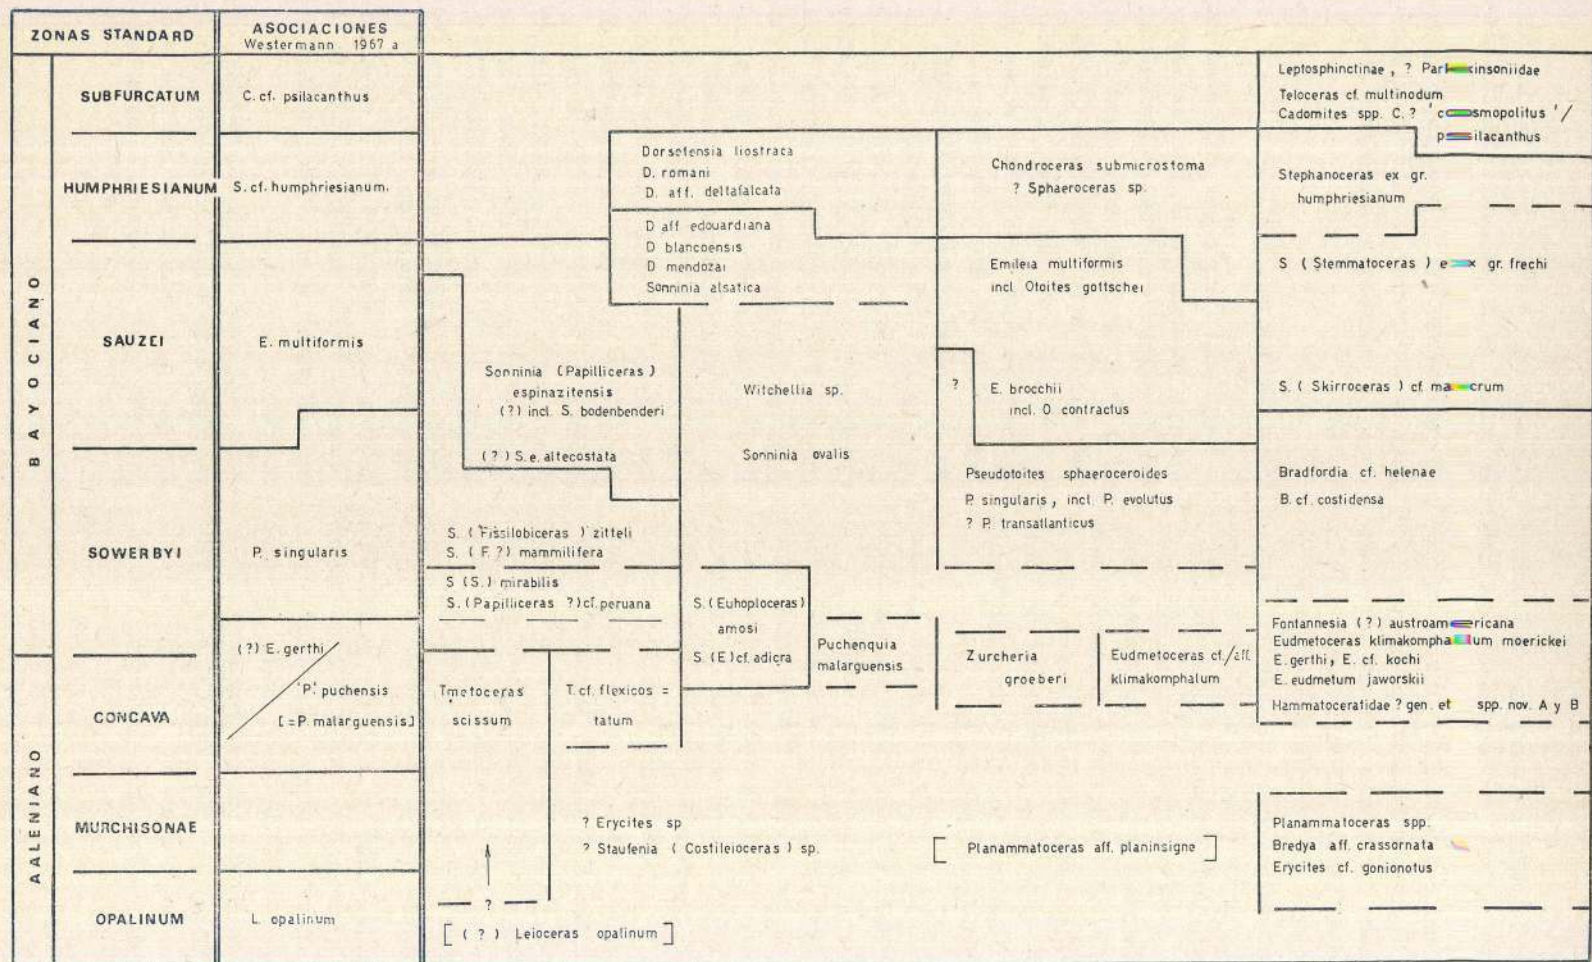 ZONAS STANDARD
ASOCIACIONES
Westermann 1967 a
BAYOCIANO
AALENIANO
SUBFURCATUM
C. cf. psilacanthus
HUMPHRIESIANUM
S. cf. humphriesianum.
SAUZEI
E. multiformis
SOWERBYI
P. singularis
(?) E. gerthi
CONCAVA
'P.' puchensis
[=P. malarguensis]
MURCHISONAE
OPALINUM
L. opalinum
Sonninia (Papilliceras)
espinazitensis
(?) incl. S. bodenbenderi
(?) S. e. altecostata
S. (Fissilobiceras) zitteli
S. (F. ?) mammilifera
S (S.) mirabilis
S. (Papilliceras ?) cf. peruana
Tmetoceras
scissum
T. cf. flexicos =
tatum
?
? Erycites sp
? Staufenia ( Costileioceras ) sp.
[ (?) Leioceras opalinum ]
Dorsetensia liostraca
D. romani
D. aff. deltafalcata
D aff edouardiana
D blancoensis
D mendozai
Sonninia alsatica
Witchellia sp.
Sonninia ovalis
S. (Euhoploceras)
amosi
S. (E) cf. adicra
Puchenquia
malarguensis
Chondroceras submicrostoma
? Sphaeroceras sp.
Emileia multiformis
incl Otoites gottschei
?
E. brocchii
incl. O. contractus
Pseudotoites sphaeroceroides
P. singularis, incl. P. evolutus
? P. transatlanticus
Zurcheria
groeberi
Eudmetoceras cf./aff.
klimakomphalum
[ Planammatoceras aff. planinsigne ]
Leptosphinctinae, ? Parkinsoniidae
Teloceras cf. multinodum
Cadomites spp. C. ? 'cosmopolitus' /
psilacanthus
Stephanoceras ex gr.
humphriesianum
S ( Stemmatoceras ) ex gr. frechi
S. ( Skirroceras ) cf. macrum
Bradfordia cf. helenae
B. cf. costidensa
Fontannesia (?) austroamericana
Eudmetoceras klimakomphalum moerickei
E. gerthi, E. cf. kochi
E. eudmetum jaworskii
Hammatoceratidae ? gen. et spp. nov. A y B
Planammatoceras spp.
Bredya aff. crassornata
Erycites cf. gonionotus